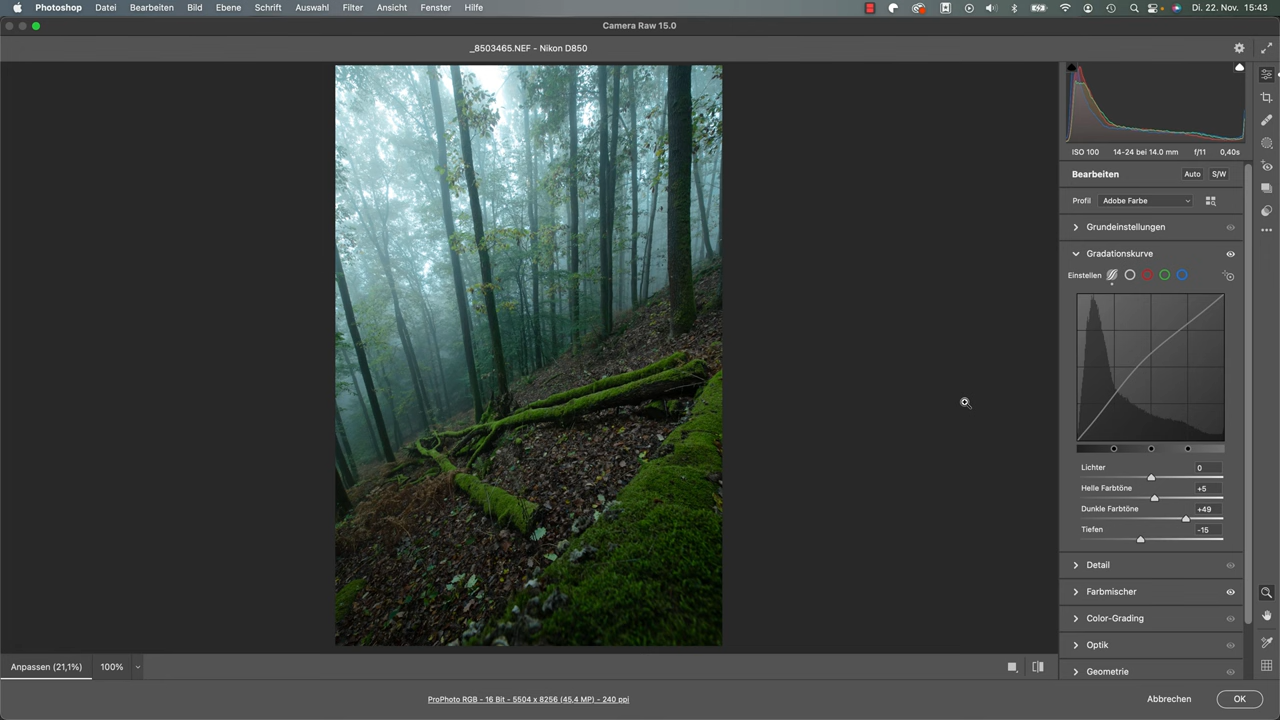 Photoshop Datei Bearbeiten Bild Ebene Schrift Auswahl Filter Ansicht Fenster Hilfe Di. 22. Nov. 15:43
Camera Raw 15.0
_8503465.NEF - Nikon D850
ISO 100 14-24 bei 14.0 mm f/11 0,40s
Bearbeiten Auto S/W
Profil Adobe Farbe
Grundeinstellungen
Gradationskurve
Einstellen
Lichter 0
Helle Farbtöne +5
Dunkle Farbtöne +49
Tiefen -15
Detail
Farbmischer
Color-Grading
Optik
Geometrie
Anpassen (21,1%) 100%
ProPhoto RGB - 16 Bit - 5504 x 8256 (45,4 MP) - 240 ppi
Abbrechen OK